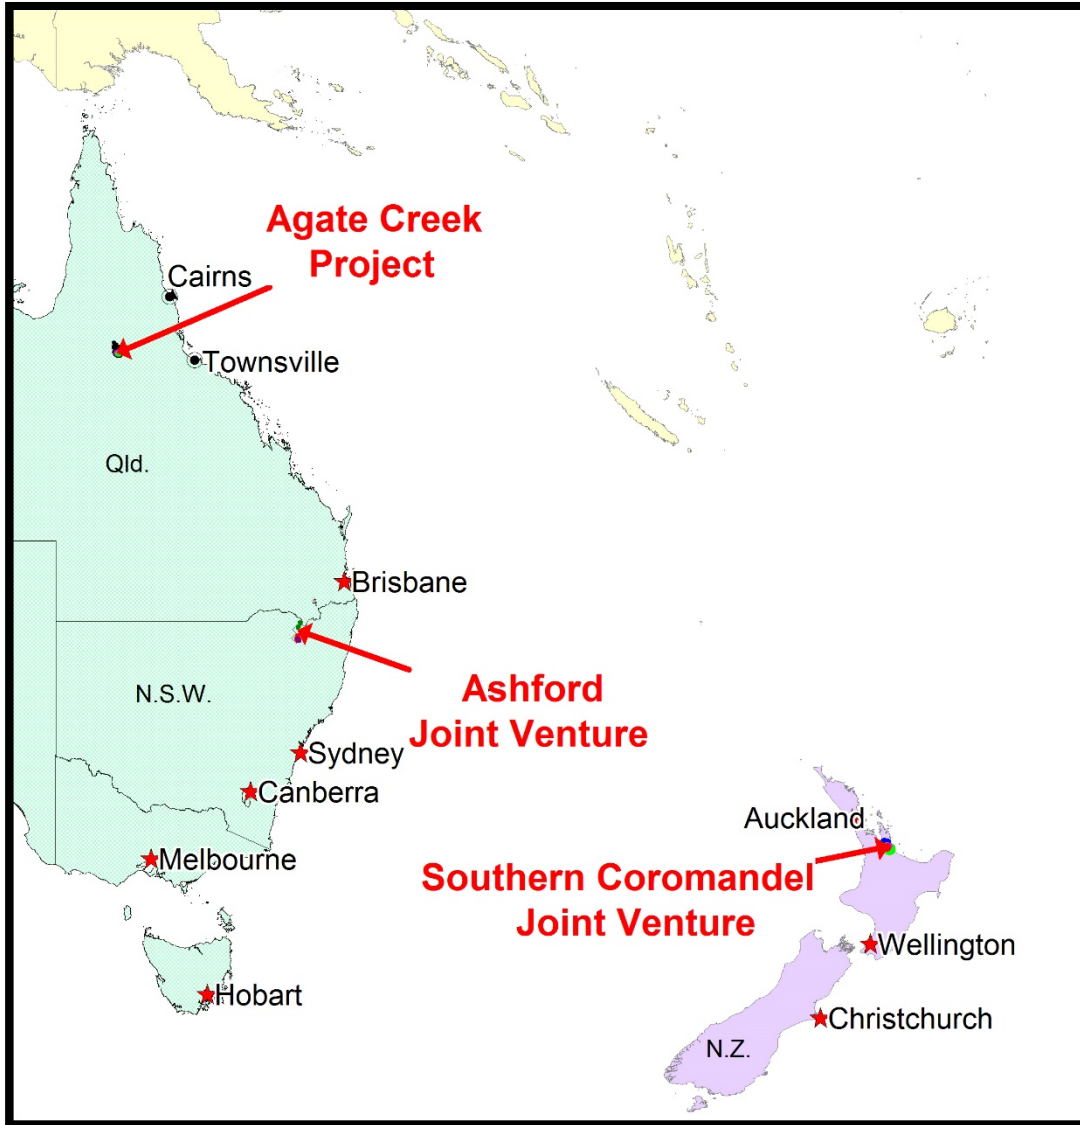 Agate Creek
Project
Cairns
Townsville
Qld.
Brisbane
Ashford
Joint Venture
N.S.W.
Sydney
Canberra
Auckland
Melbourne
Southern Coromandel
Joint Venture
Wellington
Hobart
Christchurch
N.Z.